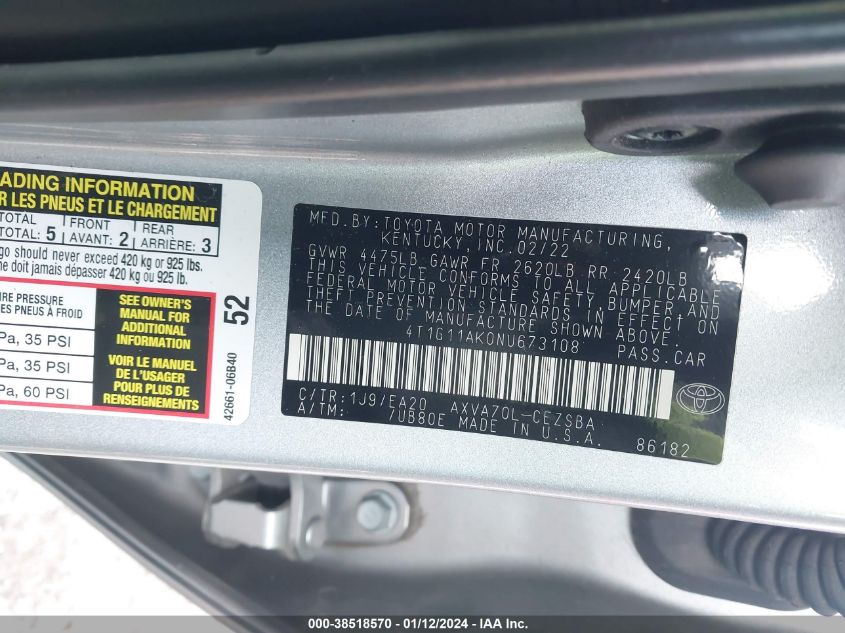 ADING INFORMATION
R LES PNEUS ET LE CHARGEMENT
TOTAL 5 FRONT 2 REAR 3
TOTAL: AVANT: ARRIÈRE:
go should never exceed 420 kg or 925 lbs.
ne doit jamais dépasser 420 kg ou 925 lb.
IRE PRESSURE
DES PNEUS À FROID
Pa, 35 PSI
Pa, 35 PSI
Pa, 60 PSI
SEE OWNER'S
MANUAL FOR
ADDITIONAL
INFORMATION
VOIR LE MANUEL
DE L'USAGER
POUR PLUS DE
RENSEIGNEMENTS
52
42661-06B40
MFD.BY:TOYOTA MOTOR MANUFACTURING,
KENTUCKY,INC.02/22
GVWR 4475LB GAWR FR 2620LB RR 2420LB
THIS VEHICLE CONFORMS TO ALL APPLICABLE
FEDERAL MOTOR VEHICLE SAFETY, BUMPER,AND
THEFT PREVENTION STANDARDS IN EFFECT ON
THE DATE OF MANUFACTURE SHOWN ABOVE.
4T1G11AK0NU673108 PASS.CAR
C/TR:1J9/EA20 AXVA70L-CEZSBA
A/TM: 7UB80E MADE IN U.S.A. 86182
TOYOTA
000-38518570 - 01/12/2024 - IAA Inc.